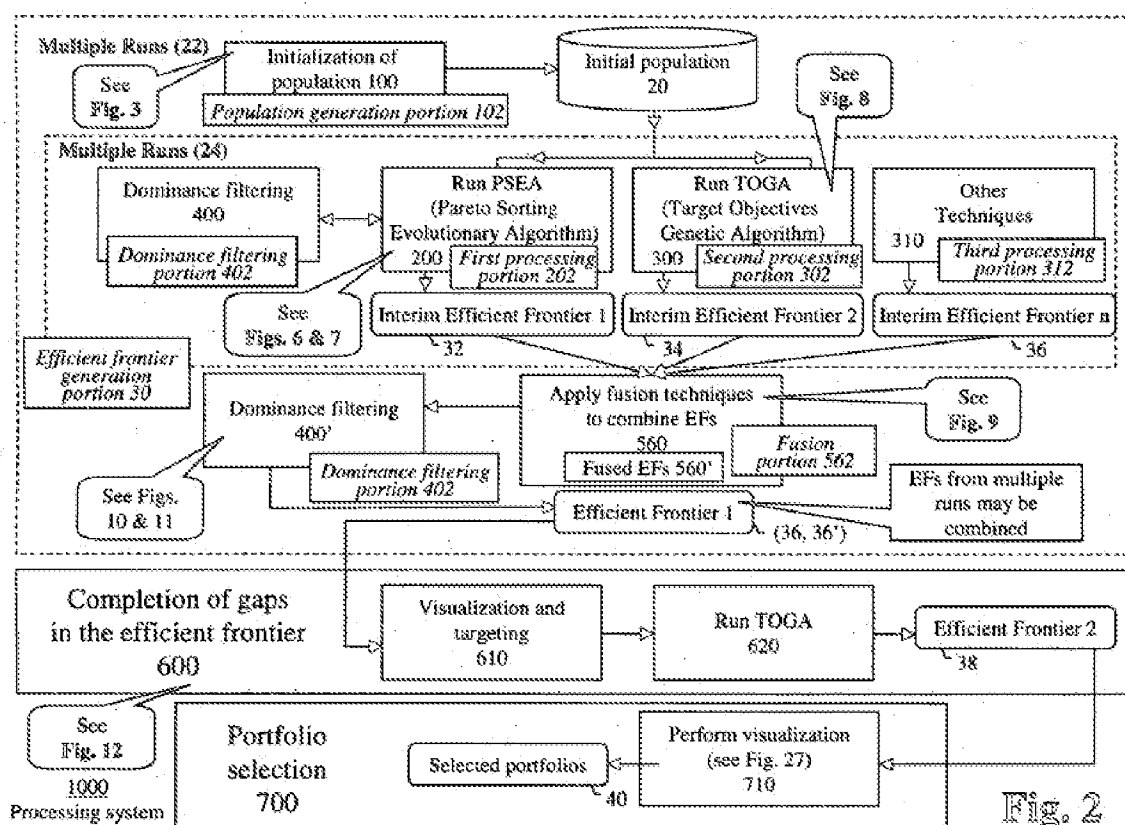 Multiple Runs (22)
Initialization of
population 100
Population generation portion 102
See
Fig. 3
Initial population
20
See
Fig. 8
Multiple Runs (24)
Dominance filtering
400
Dominance filtering
portion 402
Run PSEA
(Pareto Sorting
Evolutionary Algorithm)
200
First processing
portion 202
Run TOGA
(Target Objectives
Genetic Algorithm)
300
Second processing
portion 302
Other
Techniques
310
Third processing
portion 312
See
Figs. 6 & 7
Interim Efficient Frontier 1
32
Interim Efficient Frontier 2
34
Interim Efficient Frontier n
36
Efficient frontier
generation
portion 30
Dominance filtering
400'
Dominance filtering
portion 402
Apply fusion techniques
to combine EFs
560
Fused EFs 560'
Fusion
portion 562
See
Fig. 9
See Figs.
10 & 11
Efficient Frontier 1
(36, 36')
EFs from multiple
runs may be
combined
Completion of gaps
in the efficient frontier
600
Visualization and
targeting
610
Run TOGA
620
Efficient Frontier 2
38
See
Fig. 12
1000
Processing system
Portfolio
selection
700
Selected portfolios
40
Perform visualization
(see Fig. 27)
710
Fig. 2